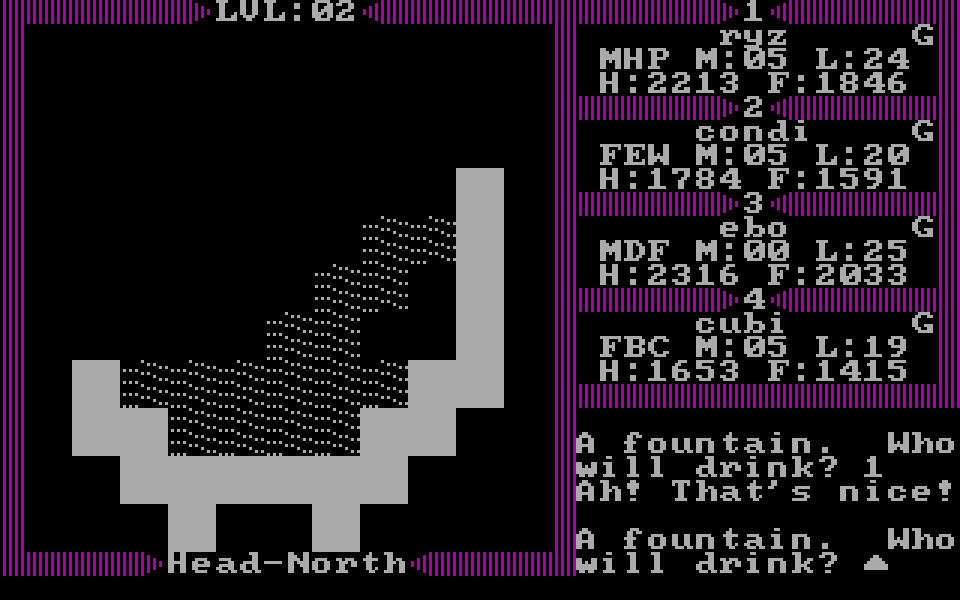 LVL:02
Head-North
1
ryz G
MHP M:05 L:24
H:2213 F:1846
2
condi G
FEW M:05 L:20
H:1784 F:1591
3
ebo G
MDF M:00 L:25
H:2316 F:2033
4
cubi G
FBC M:05 L:19
H:1653 F:1415
A fountain. Who
will drink? 1
Ah! That's nice!
A fountain. Who
will drink?